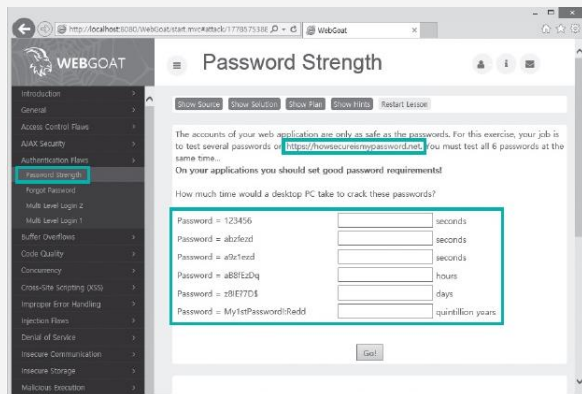 http://localhost:8080/WebGoat/start.mvc#attack/1779575388
WebGoat
WEBGOAT
Password Strength
Introduction
General
Access Control Flaws
AJAX Security
Authentication Flaws
Password Strength
Forgot Password
Multi Level Login 2
Multi Level Login 1
Buffer Overflows
Code Quality
Concurrency
Cross-Site Scripting (XSS)
Improper Error Handling
Injection Flaws
Denial of Service
Insecure Communication
Insecure Storage
Malicious Execution
Show Source Show Solution Show Plan Show Hints Restart Lesson
The accounts of your web application are only as safe as the passwords. For this exercise, your job is
to test several passwords on https://howsecureismypassword.net. You must test all 6 passwords at the
same time...
On your applications you should set good password requirements!
How much time would a desktop PC take to crack these passwords?
Password = 123456 seconds
Password = abzfezd seconds
Password = a9z1ezd seconds
Password = aB8fEzDq hours
Password = z8!E?7D$ days
Password = My1stPassword!:Redd quintillion years
Go!